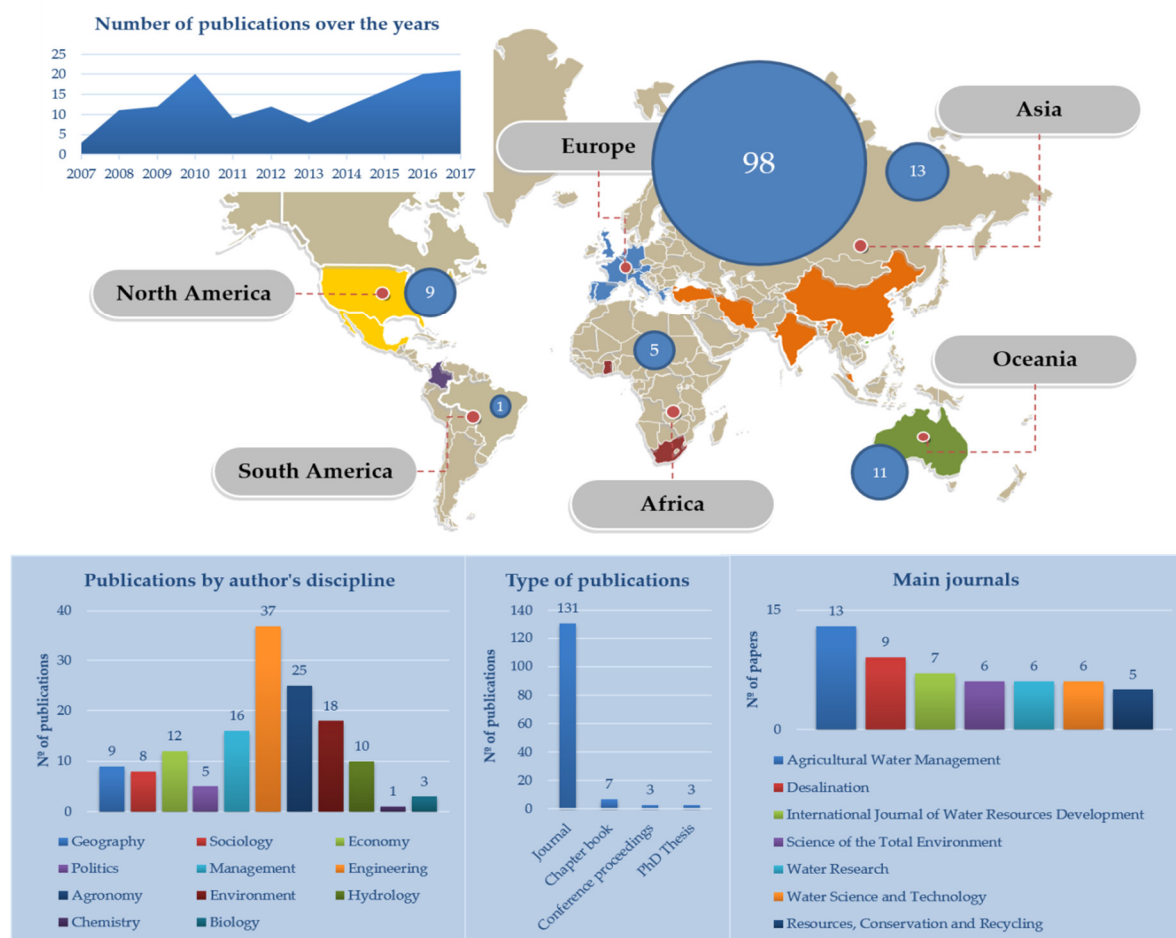 Number of publications over the years
25
20
15
10
5
0
2007 2008 2009 2010 2011 2012 2013 2014 2015 2016 2017
Europe
98
13
Asia
North America
9
5
Oceania
1
South America
11
Africa
Publications by author's discipline
Nº of publications
40
30
20
10
0
9
8
12
5
16
37
25
18
10
1
3
Geography
Sociology
Economy
Politics
Management
Engineering
Agronomy
Environment
Hydrology
Chemistry
Biology
Type of publications
Nº of publications
140
120
100
80
60
40
20
0
131
7
3
3
Journal
Chapter book
Conference proceedings
PhD Thesis
Main journals
Nº of papers
15
0
13
9
7
6
6
6
5
Agricultural Water Management
Desalination
International Journal of Water Resources Development
Science of the Total Environment
Water Research
Water Science and Technology
Resources, Conservation and Recycling